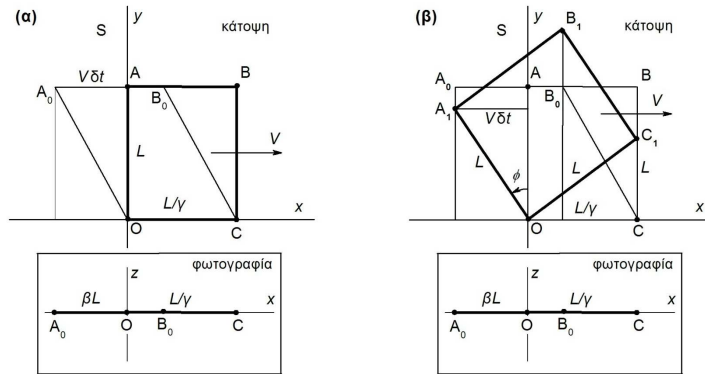 (α)
S
y
κάτοψη
Vδt
A
B
A0
B0
V
L
L/γ
x
O
C
φωτογραφία
z
βL
L/γ
x
A0
O
B0
C
(β)
S
y
B1
κάτοψη
A0
A
B
B0
V
A1
Vδt
C1
L
ϕ
L
L
L/γ
x
O
C
φωτογραφία
z
βL
L/γ
x
A0
O
B0
C